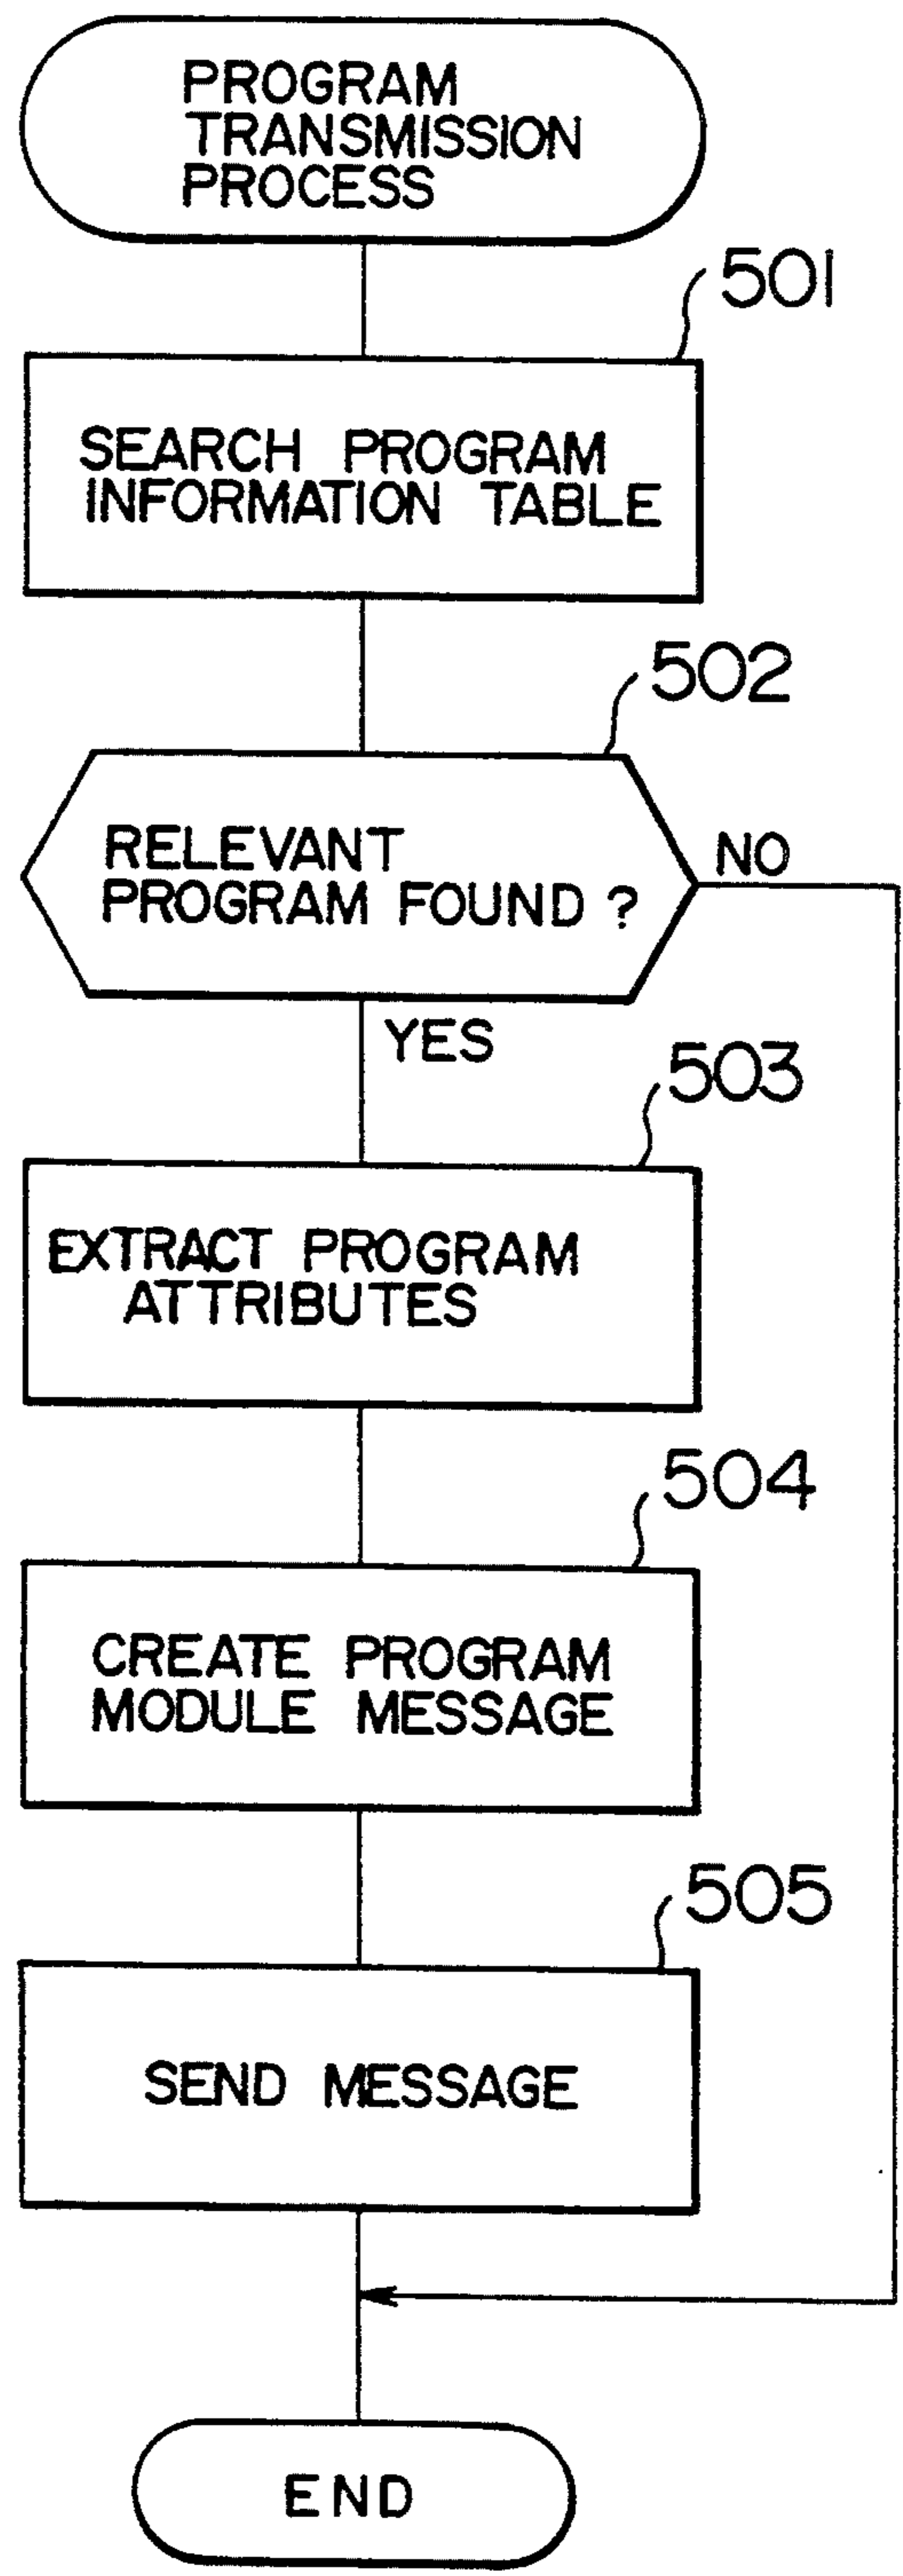 PROGRAM
TRANSMISSION
PROCESS
501
SEARCH PROGRAM
INFORMATION TABLE
502
RELEVANT
PROGRAM FOUND ?
NO
YES
503
EXTRACT PROGRAM
ATTRIBUTES
504
CREATE PROGRAM
MODULE MESSAGE
505
SEND MESSAGE
END